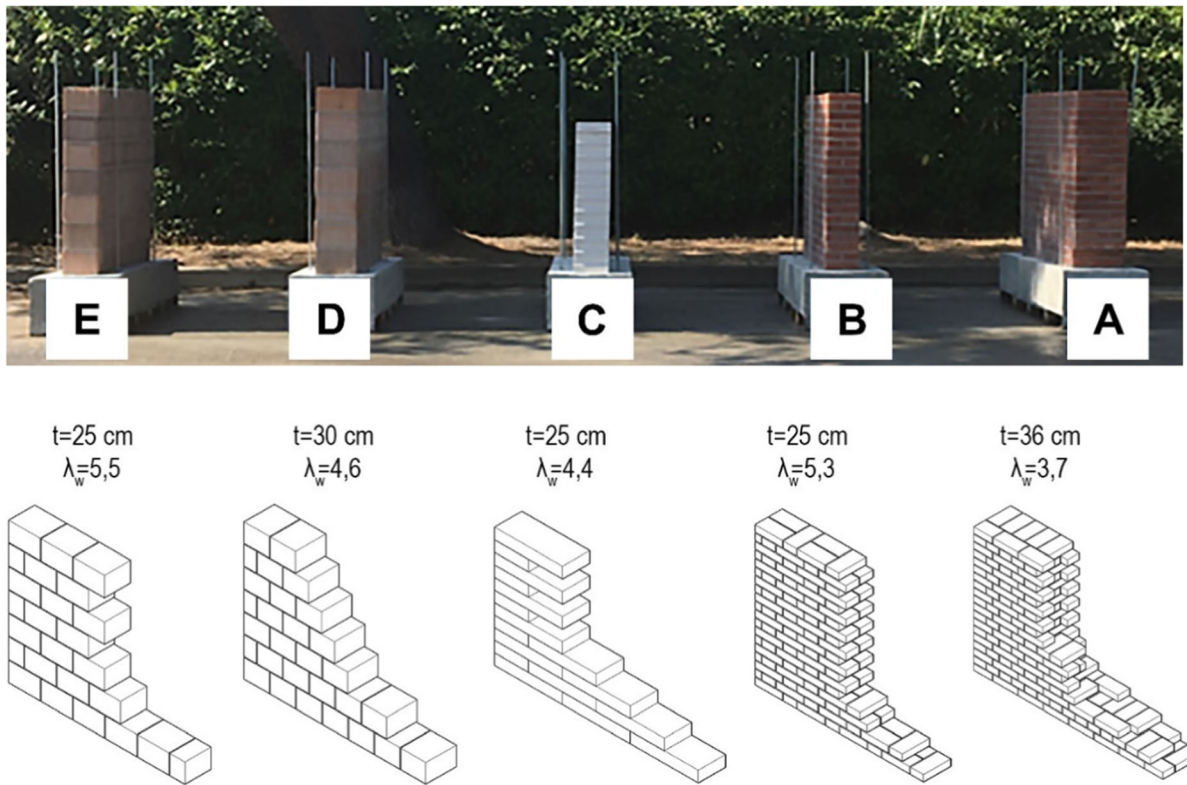 E D C B A
t=25 cm t=30 cm t=25 cm t=25 cm t=36 cm
λw=5,5 λw=4,6 λw=4,4 λw=5,3 λw=3,7